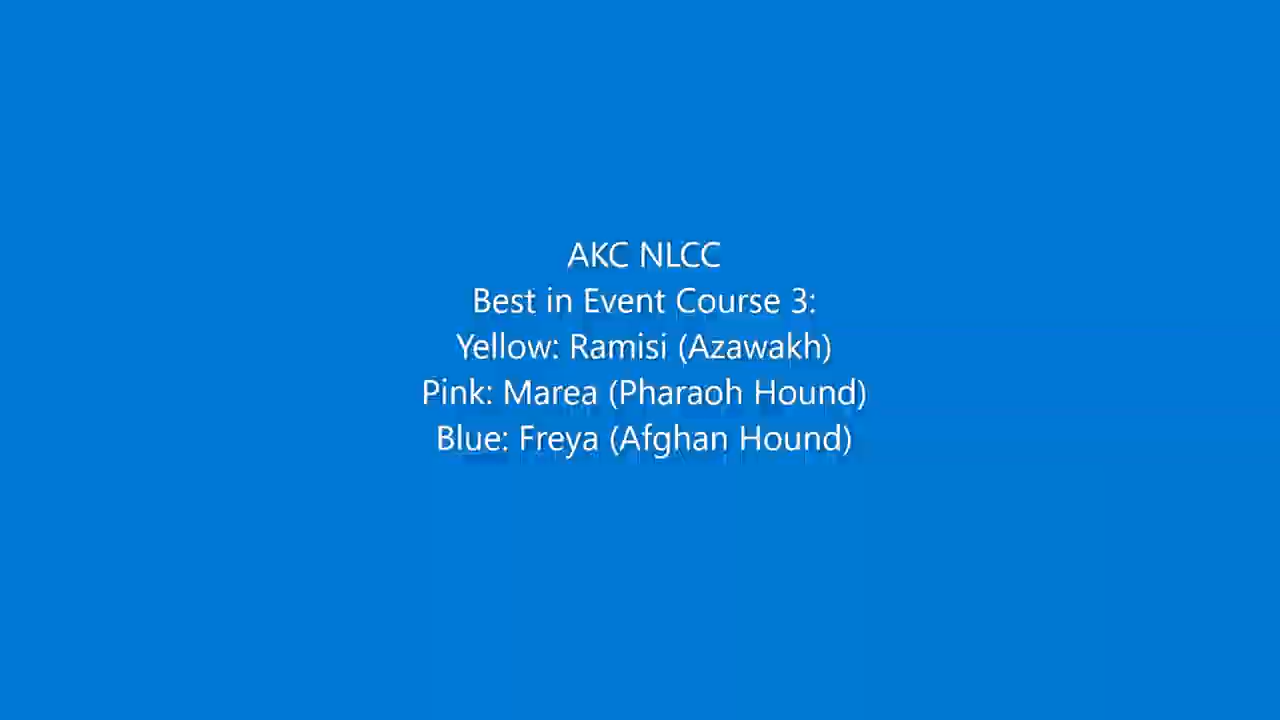 AKC NLCC
Best in Event Course 3:
Yellow: Ramisi (Azawakh)
Pink: Marea (Pharaoh Hound)
Blue: Freya (Afghan Hound)